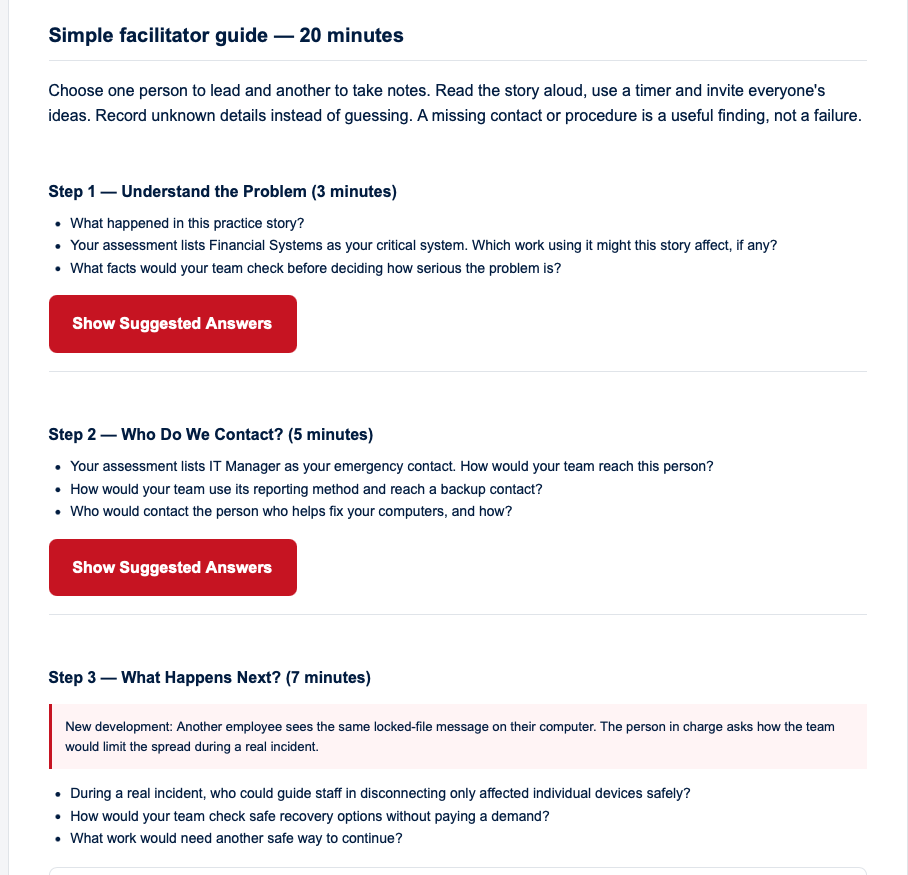 Simple facilitator guide — 20 minutes
Choose one person to lead and another to take notes. Read the story aloud, use a timer and invite everyone's
ideas. Record unknown details instead of guessing. A missing contact or procedure is a useful finding, not a failure.
Step 1 — Understand the Problem (3 minutes)
• What happened in this practice story?
• Your assessment lists Financial Systems as your critical system. Which work using it might this story affect, if any?
• What facts would your team check before deciding how serious the problem is?
Show Suggested Answers
Step 2 — Who Do We Contact? (5 minutes)
• Your assessment lists IT Manager as your emergency contact. How would your team reach this person?
• How would your team use its reporting method and reach a backup contact?
• Who would contact the person who helps fix your computers, and how?
Show Suggested Answers
Step 3 — What Happens Next? (7 minutes)
New development: Another employee sees the same locked-file message on their computer. The person in charge asks how the team
would limit the spread during a real incident.
• During a real incident, who could guide staff in disconnecting only affected individual devices safely?
• How would your team check safe recovery options without paying a demand?
• What work would need another safe way to continue?